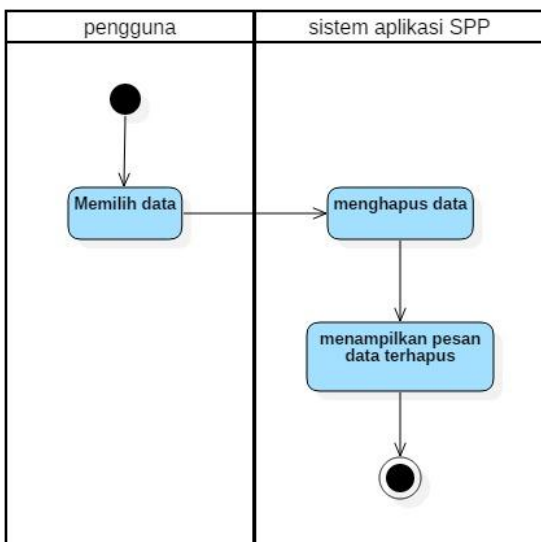 pengguna
sistem aplikasi SPP
Memilih data
menghapus data
menampilkan pesan
data terhapus